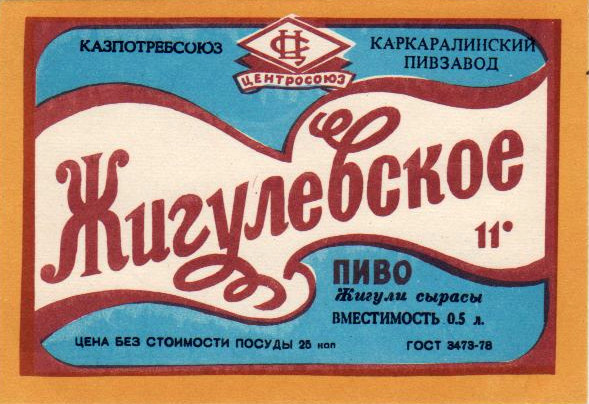 КАЗПОТРЕБСОЮЗ
ЦС
ЦЕНТРОСОЮЗ
КАРКАРАЛИНСКИЙ
ПИВЗАВОД
Жигулевское
11°
ПИВО
Жигули сырасы
ВМЕСТИМОСТЬ 0.5 л.
ЦЕНА БЕЗ СТОИМОСТИ ПОСУДЫ 25 коп
ГОСТ 3473-78